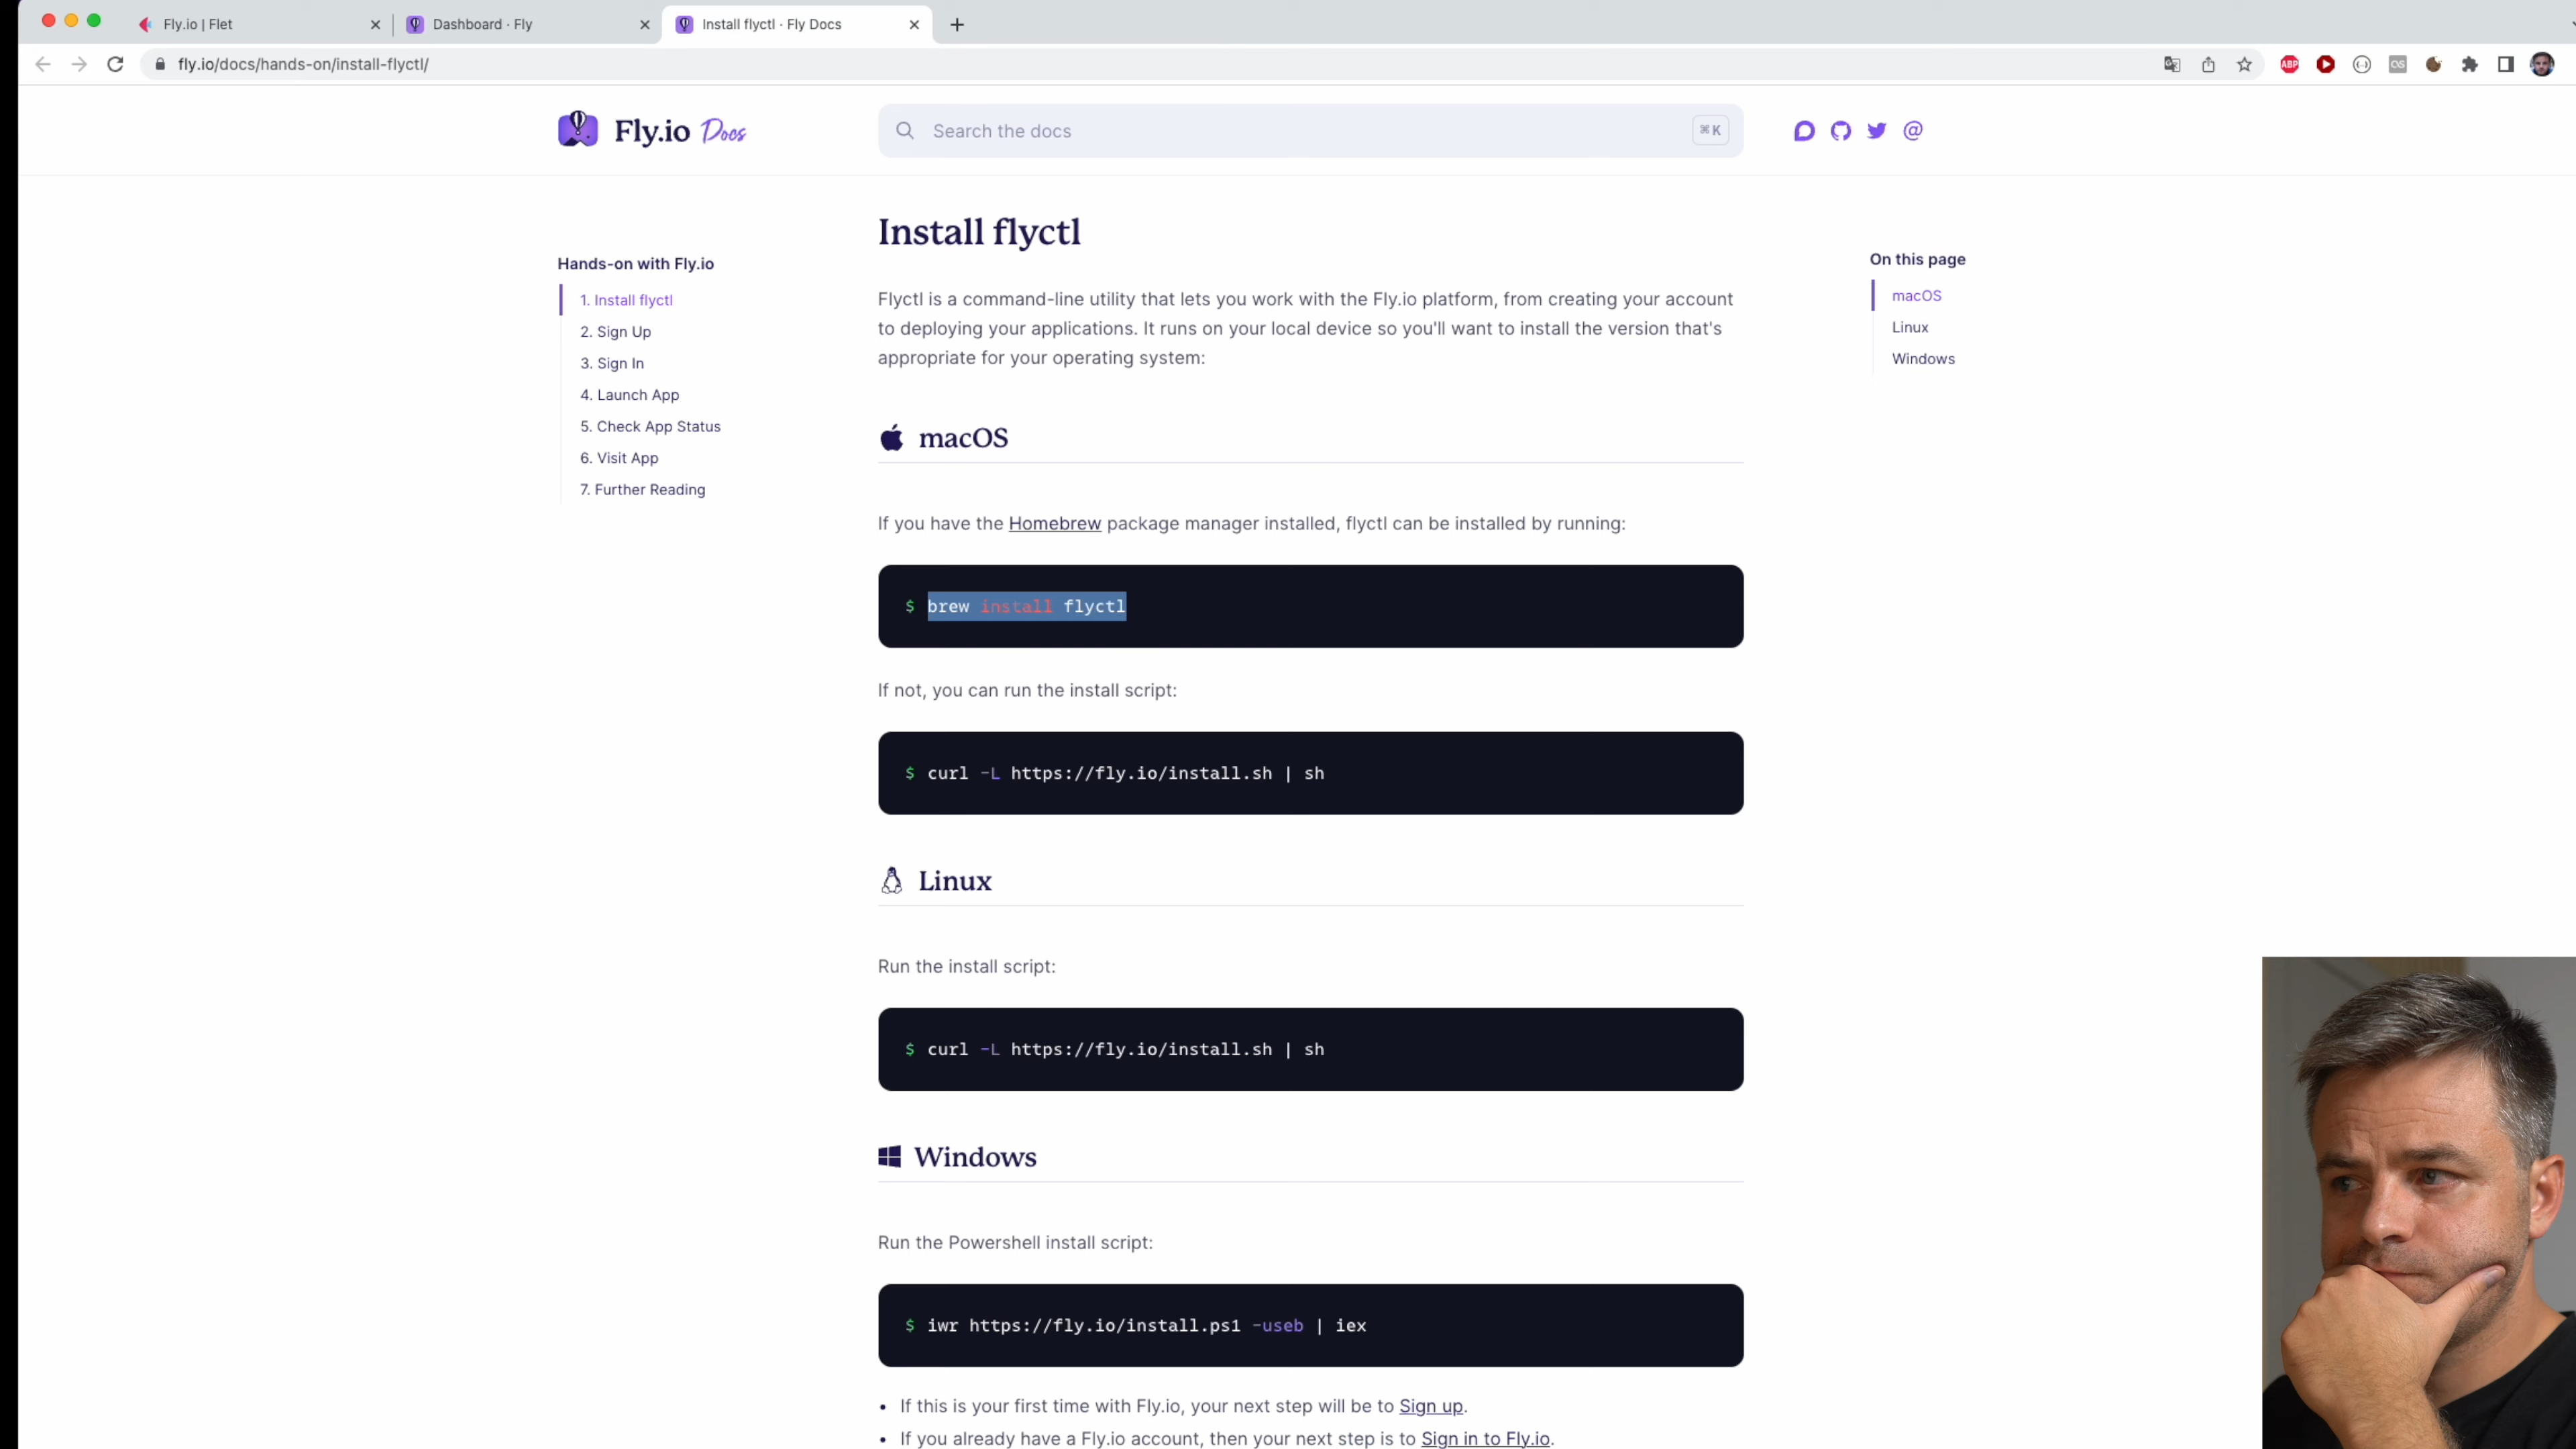 Fly.io | Flet
Dashboard · Fly
Install flyctl · Fly Docs
fly.io/docs/hands-on/install-flyctl/
ABP
Fly.io Docs
Search the docs
⌘K
Hands-on with Fly.io
1. Install flyctl
2. Sign Up
3. Sign In
4. Launch App
5. Check App Status
6. Visit App
7. Further Reading
Install flyctl
Flyctl is a command-line utility that lets you work with the Fly.io platform, from creating your account
to deploying your applications. It runs on your local device so you'll want to install the version that's
appropriate for your operating system:
macOS
If you have the Homebrew package manager installed, flyctl can be installed by running:
$ brew install flyctl
If not, you can run the install script:
$ curl -L https://fly.io/install.sh | sh
Linux
Run the install script:
$ curl -L https://fly.io/install.sh | sh
Windows
Run the Powershell install script:
$ iwr https://fly.io/install.ps1 -useb | iex
• If this is your first time with Fly.io, your next step will be to Sign up.
• If you already have a Fly.io account, then your next step is to Sign in to Fly.io.
On this page
macOS
Linux
Windows